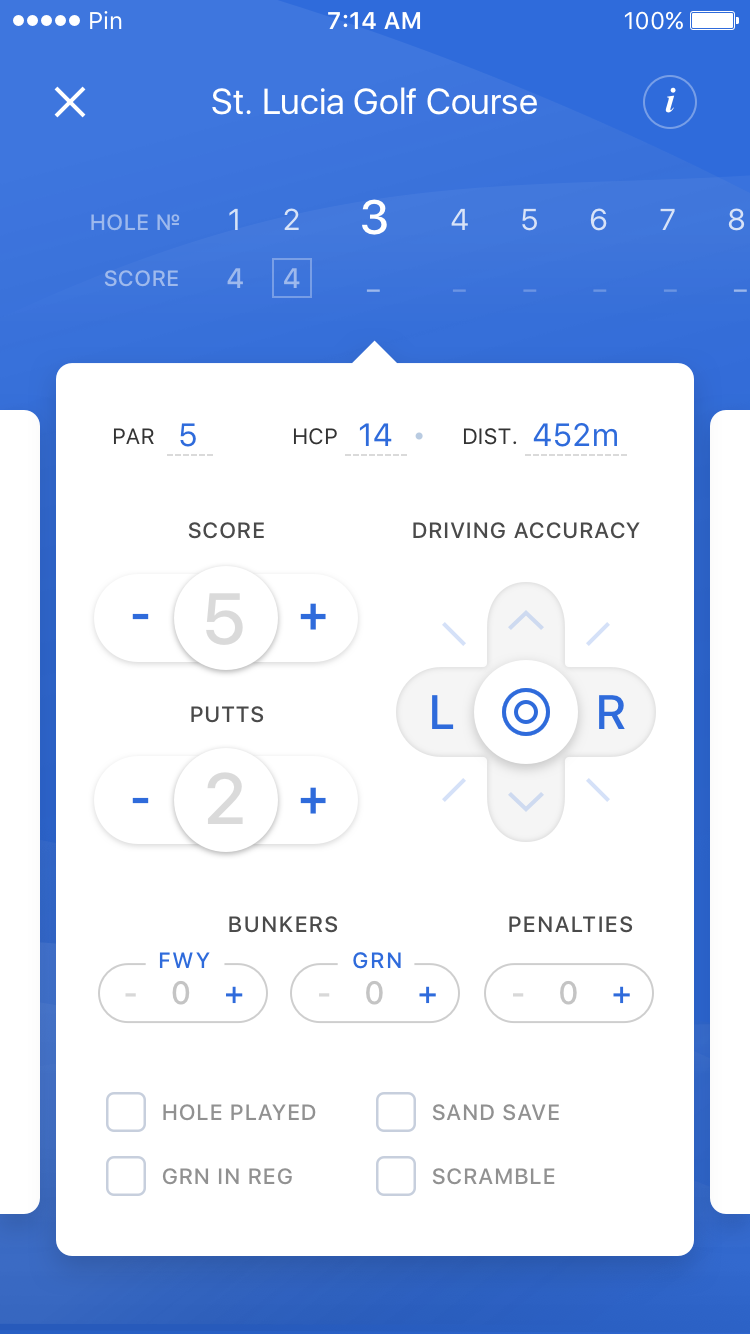 Pin 7:14 AM 100%
St. Lucia Golf Course i
HOLE Nº 1 2 3 4 5 6 7 8
SCORE 4 4 – – – – – –
PAR 5 HCP 14 • DIST. 452m
SCORE DRIVING ACCURACY
- 5 +
L R
PUTTS
- 2 +
BUNKERS PENALTIES
FWY GRN
- 0 + - 0 + - 0 +
HOLE PLAYED SAND SAVE
GRN IN REG SCRAMBLE